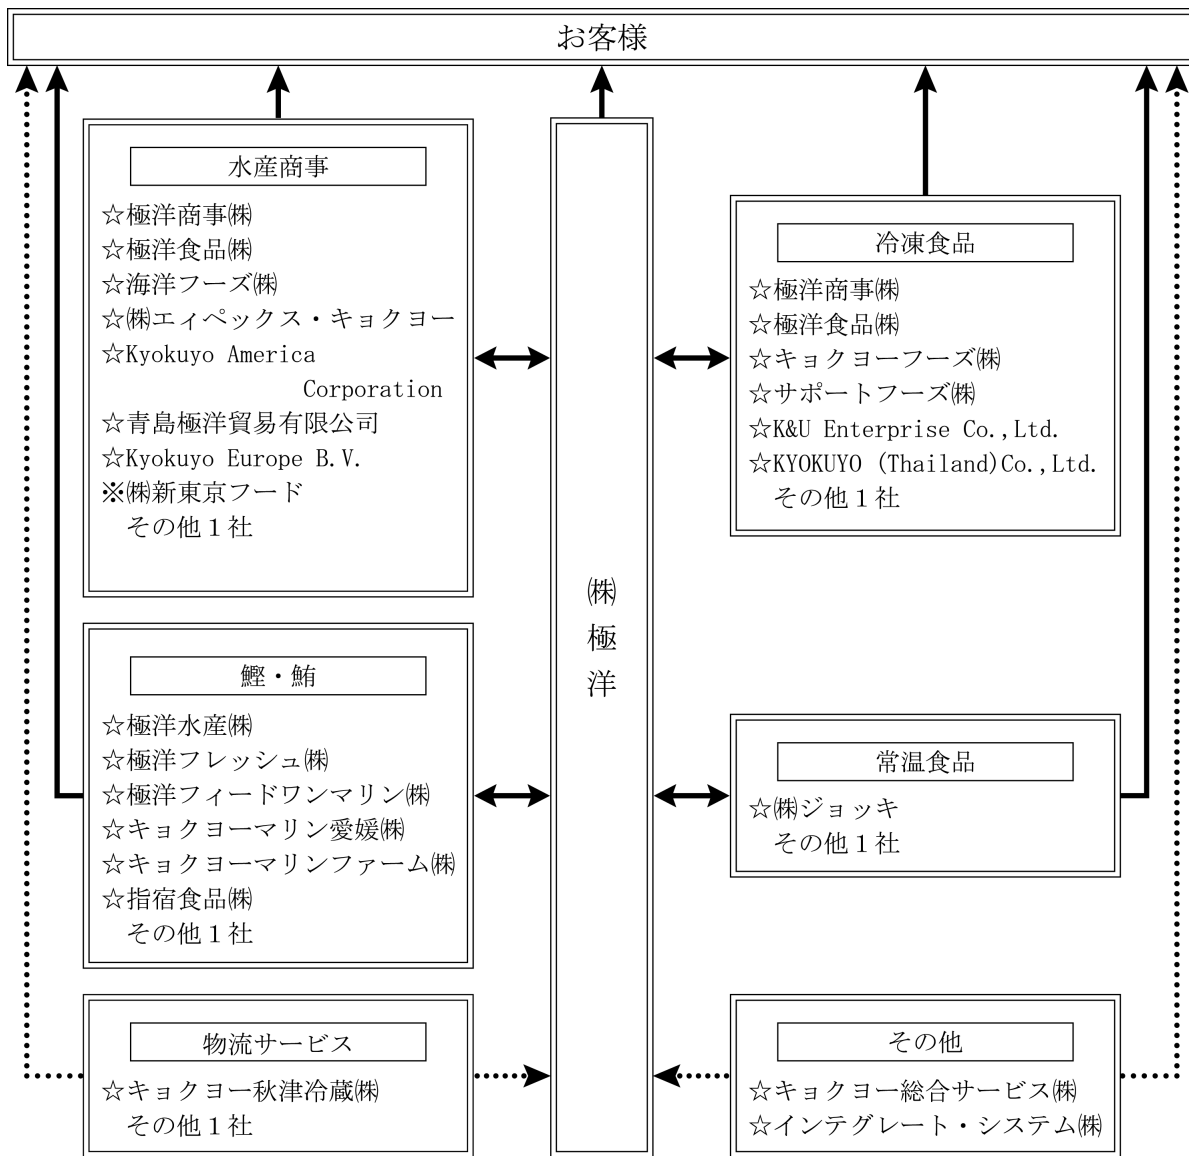 お客様
水産商事
☆極洋商事㈱
☆極洋食品㈱
☆海洋フーズ㈱
☆㈱エィペックス・キョクヨー
☆Kyokuyo America
Corporation
☆青島極洋貿易有限公司
☆Kyokuyo Europe B.V.
※㈱新東京フード
その他１社
鰹・鮪
☆極洋水産㈱
☆極洋フレッシュ㈱
☆極洋フィードワンマリン㈱
☆キョクヨーマリン愛媛㈱
☆キョクヨーマリンファーム㈱
☆指宿食品㈱
その他１社
物流サービス
☆キョクヨー秋津冷蔵㈱
その他１社
㈱
極
洋
冷凍食品
☆極洋商事㈱
☆極洋食品㈱
☆キョクヨーフーズ㈱
☆サポートフーズ㈱
☆K&U Enterprise Co.,Ltd.
☆KYOKUYO (Thailand)Co.,Ltd.
その他１社
常温食品
☆㈱ジョッキ
その他１社
その他
☆キョクヨー総合サービス㈱
☆インテグレート・システム㈱